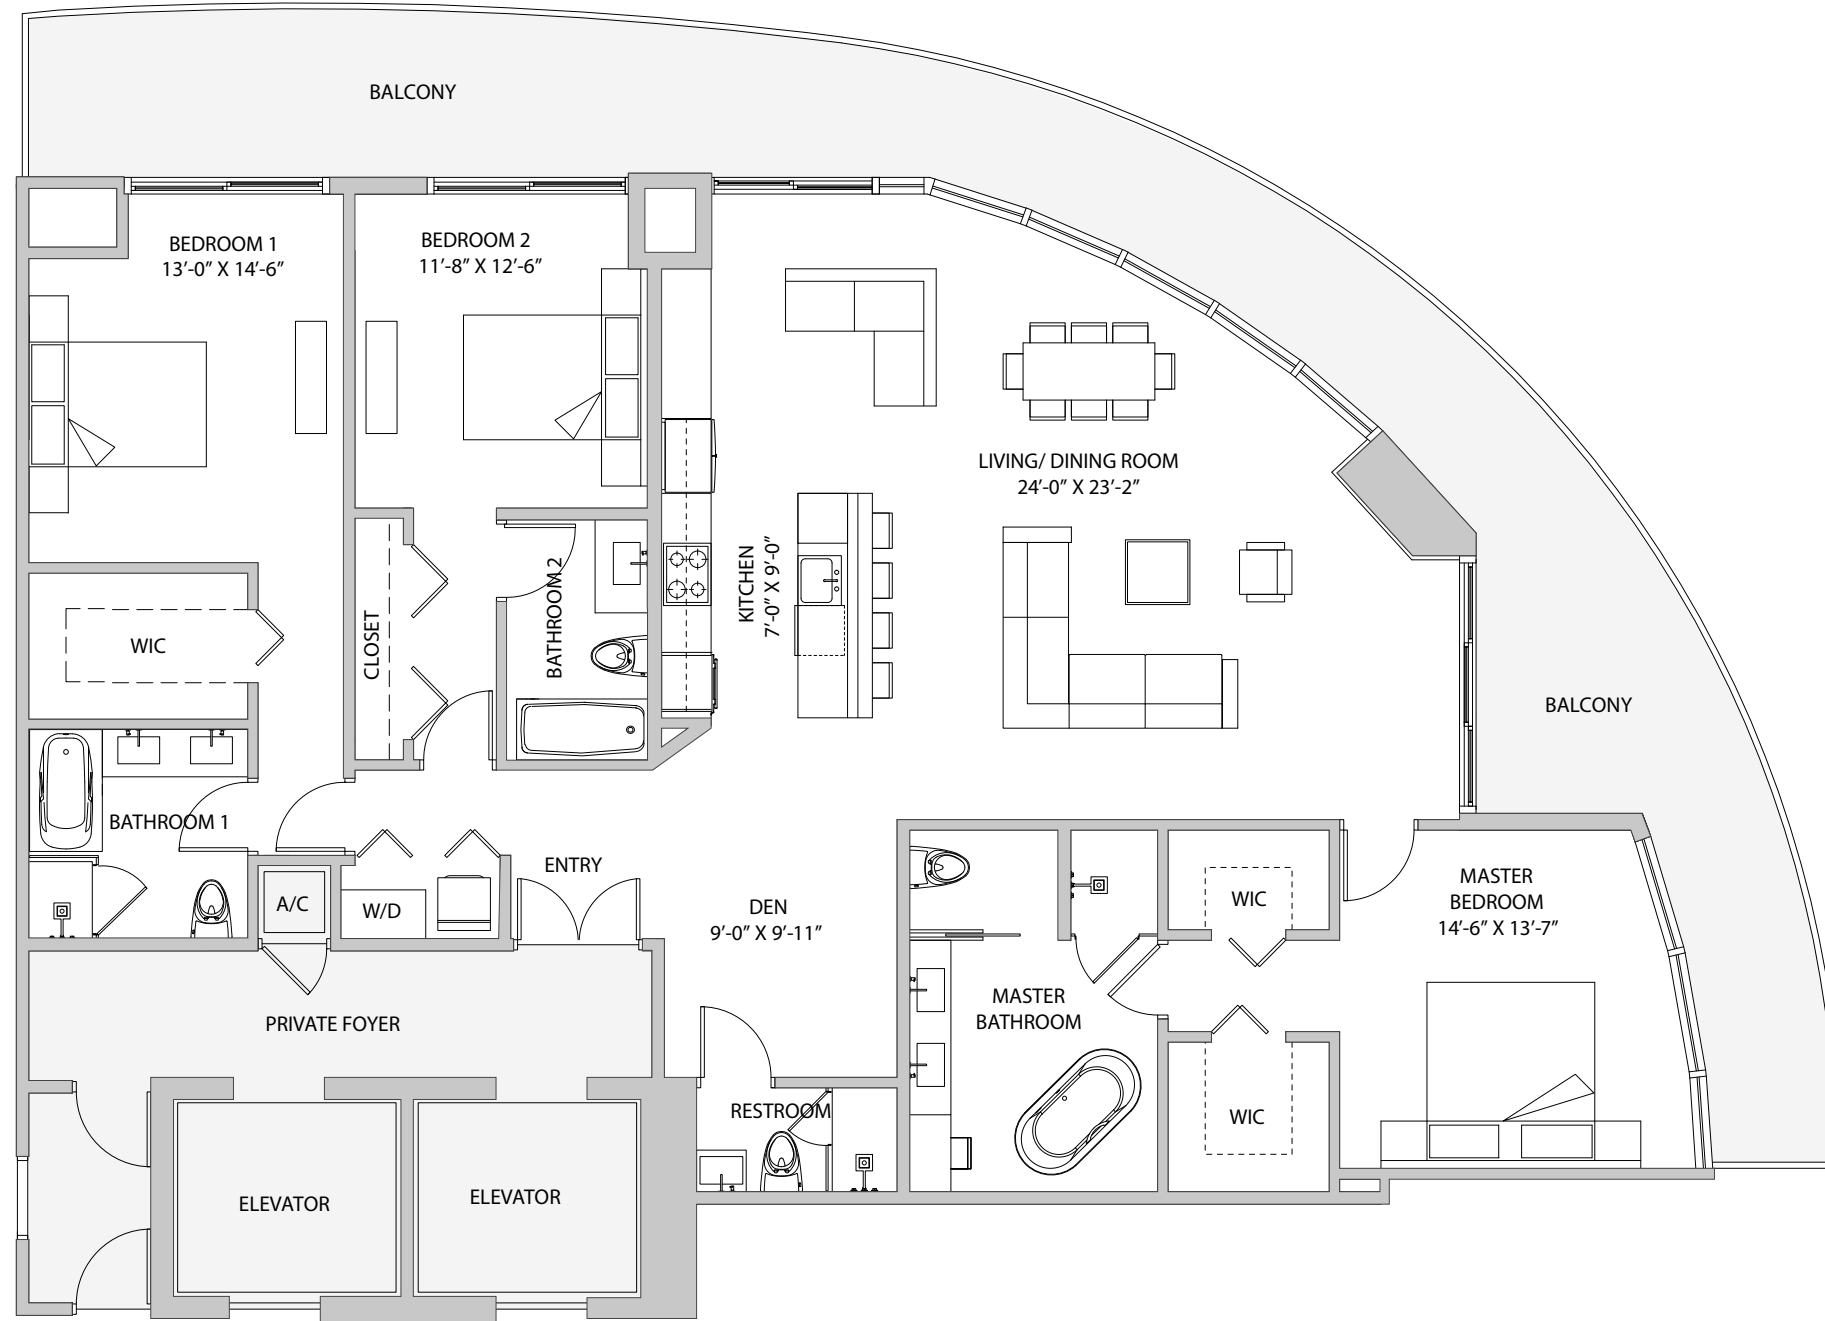 BALCONY
BEDROOM 1
13’-0” X 14’-6”
BEDROOM 2
11’-8” X 12’-6”
LIVING/ DINING ROOM
24’-0” X 23’-2”
KITCHEN
7’-0” X 9’-0”
BATHROOM 2
CLOSET
WIC
BALCONY
BATHROOM 1
ENTRY
A/C
W/D
DEN
9’-0” X 9’-11”
WIC
MASTER
BEDROOM
14’-6” X 13’-7”
MASTER
BATHROOM
PRIVATE FOYER
RESTROOM
WIC
ELEVATOR
ELEVATOR